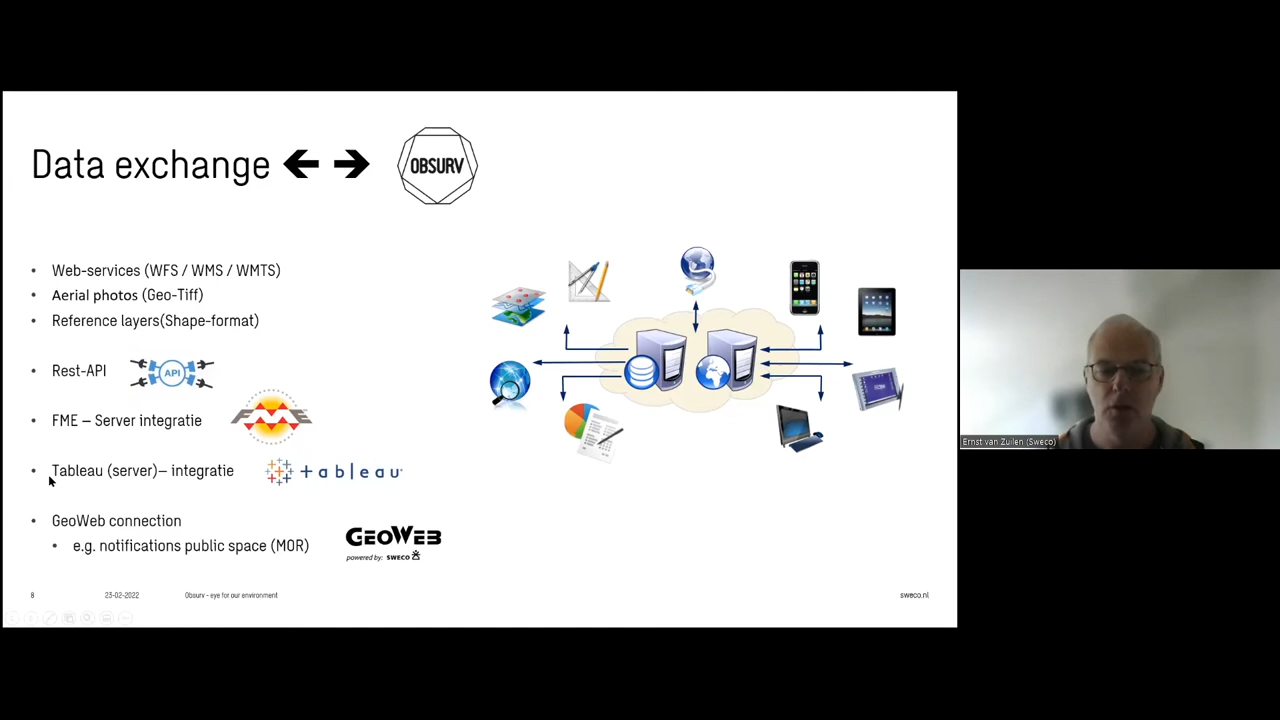 Data exchange
OBSURV
• Web-services (WFS / WMS / WMTS)
• Aerial photos (Geo-Tiff)
• Reference layers(Shape-format)
• Rest-API
API
• FME – Server integratie
FME
• Tableau (server)– integratie
+ableau
• GeoWeb connection
• e.g. notifications public space (MOR)
GEOWEB
powered by: SWECO
8
23-02-2022
Obsurv - eye for our environment
sweco.nl
Ernst van Zuilen (Sweco)